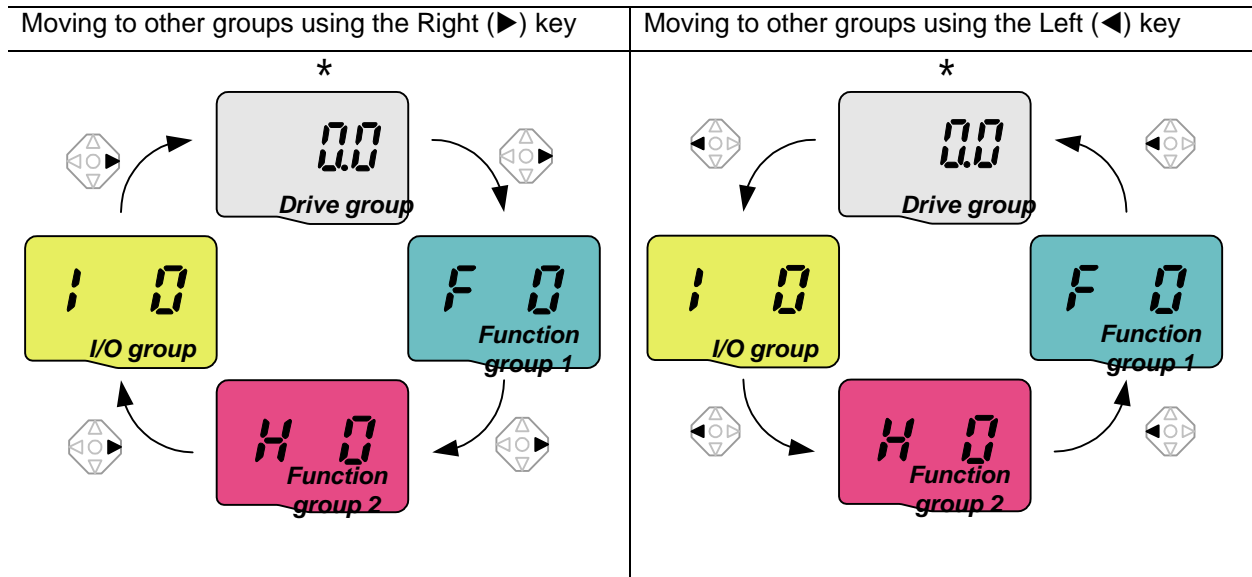 Moving to other groups using the Right (▶) key
*
0.0
Drive group
I 0
I/O group
F 0
Function
group 1
H 0
Function
group 2
Moving to other groups using the Left (◀) key
*
0.0
Drive group
I 0
I/O group
F 0
Function
group 1
H 0
Function
group 2